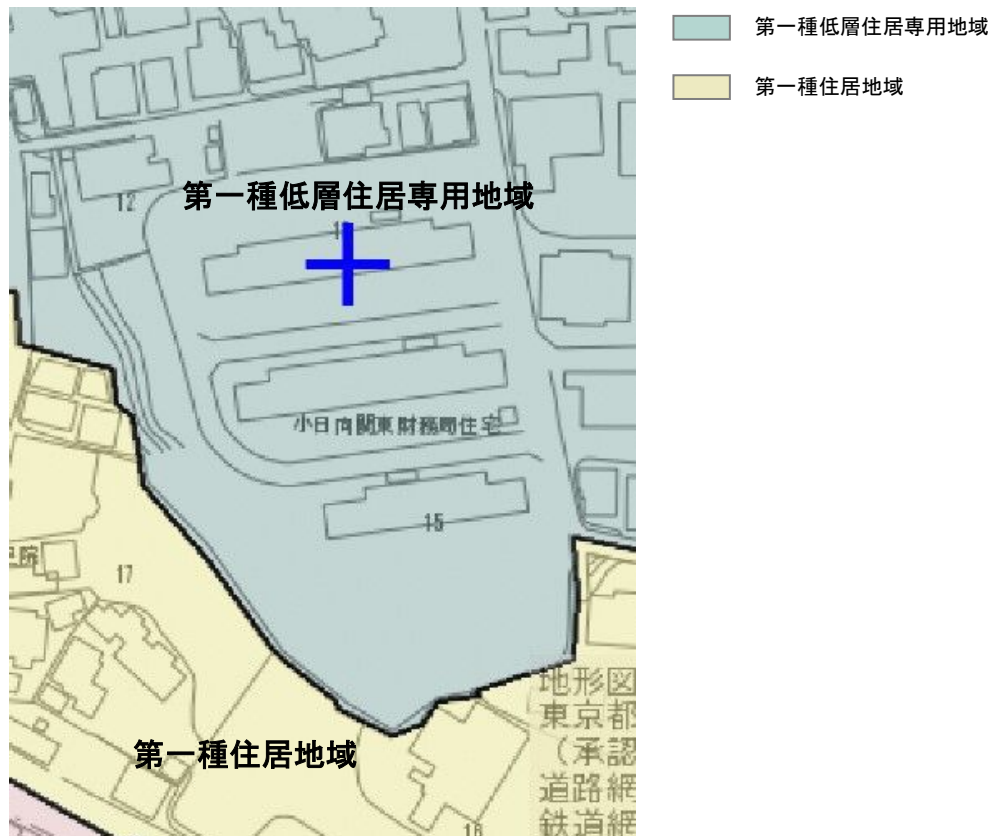 第一種低層住居専用地域
第一種住居地域
第一種低層住居専用地域
12
小日向関東財務局住宅
15
17
第一種住居地域
地形図
東京都
(承認
道路網
鉄道網
16